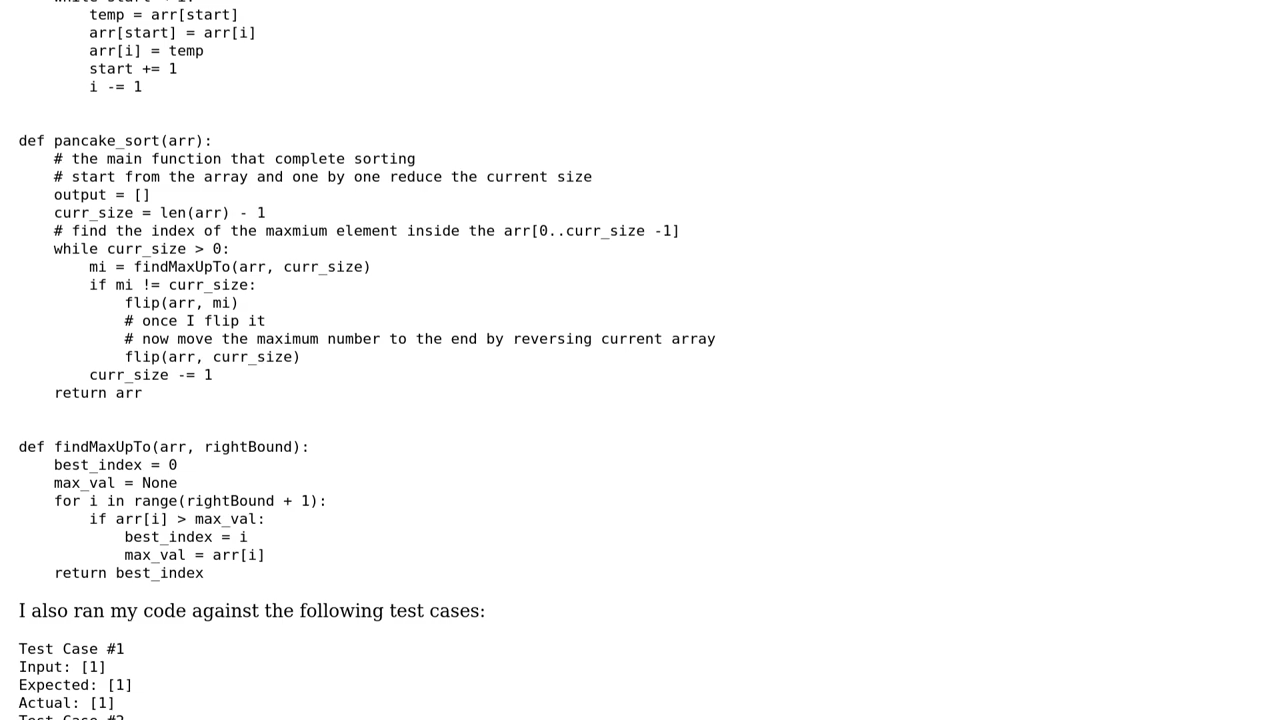 temp = arr[start]
        arr[start] = arr[i]
        arr[i] = temp
        start += 1
        i -= 1
def pancake_sort(arr):
    # the main function that complete sorting
    # start from the array and one by one reduce the current size
    output = []
    curr_size = len(arr) - 1
    # find the index of the maxmium element inside the arr[0..curr_size -1]
    while curr_size > 0:
        mi = findMaxUpTo(arr, curr_size)
        if mi != curr_size:
            flip(arr, mi)
            # once I flip it
            # now move the maximum number to the end by reversing current array
            flip(arr, curr_size)
        curr_size -= 1
    return arr
def findMaxUpTo(arr, rightBound):
    best_index = 0
    max_val = None
    for i in range(rightBound + 1):
        if arr[i] > max_val:
            best_index = i
            max_val = arr[i]
    return best_index
I also ran my code against the following test cases:
Test Case #1
Input: [1]
Expected: [1]
Actual: [1]
Test Case #2